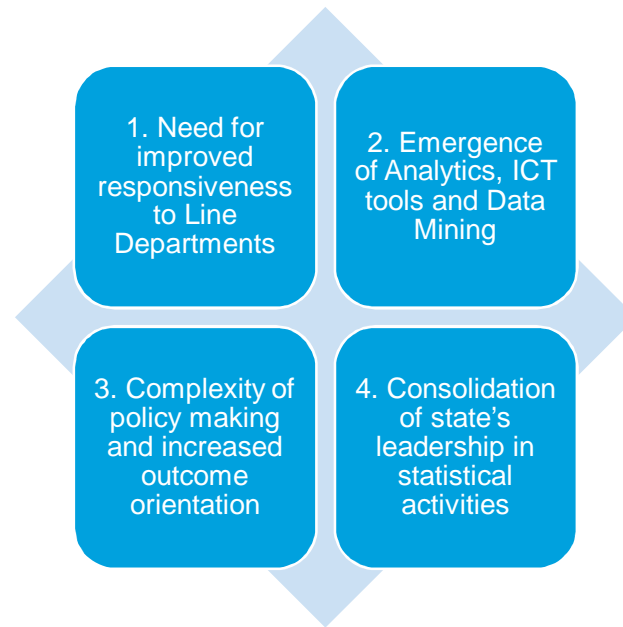 1. Need for
improved
responsiveness
to Line
Departments
2. Emergence
of Analytics, ICT
tools and Data
Mining
3. Complexity of
policy making
and increased
outcome
orientation
4. Consolidation
of state’s
leadership in
statistical
activities